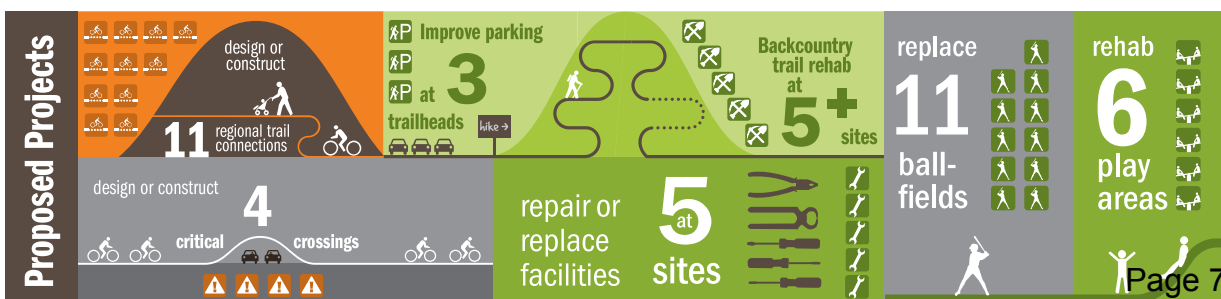 Proposed Projects
design or
construct
11 regional trail
connections
P Improve parking
P at 3
P
trailheads
hike →
Backcountry
trail rehab
at
5+
sites
replace
11
ball-
fields
rehab
6
play
areas
design or construct
4
critical crossings
repair or
replace
facilities
5
at
sites
Page 7